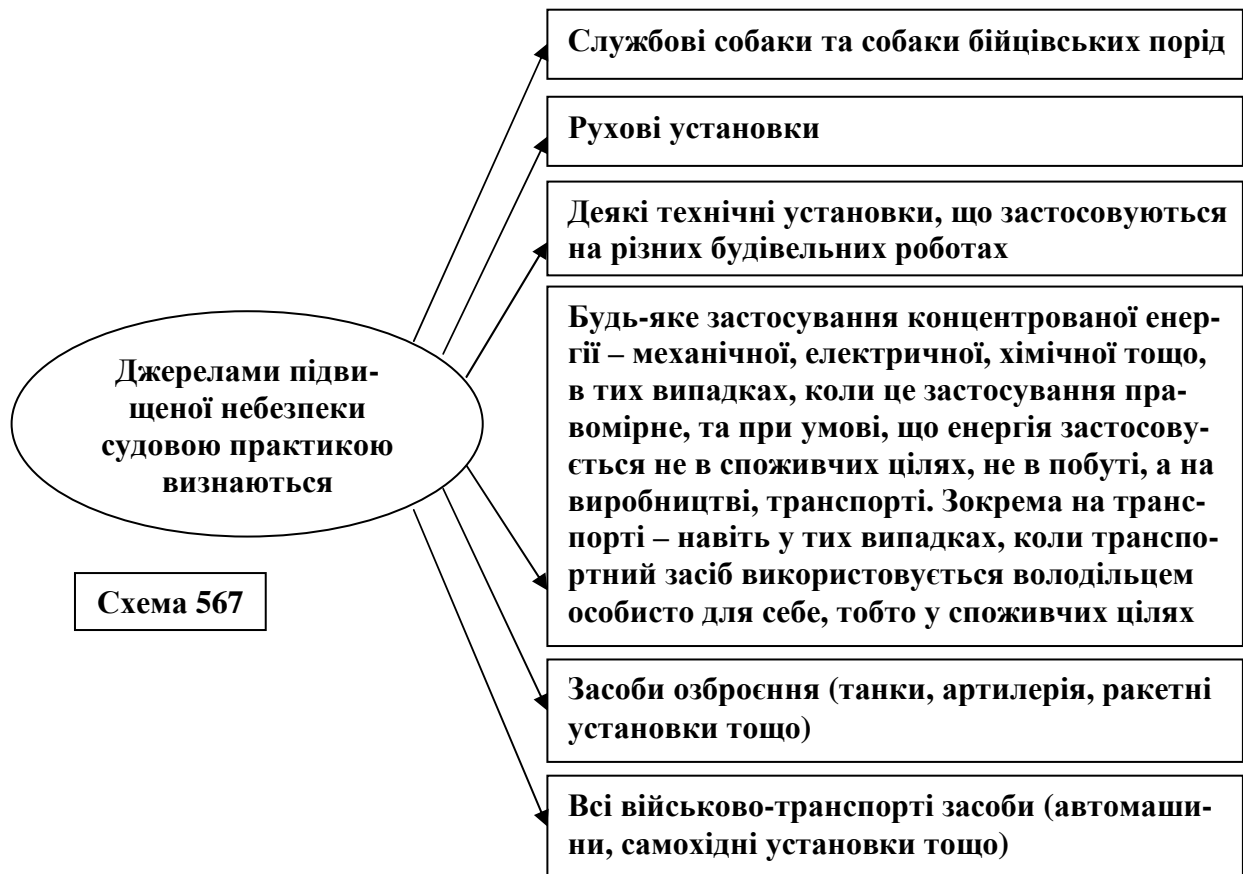 Службові собаки та собаки бійцівських порід
Рухові установки
Деякі технічні установки, що застосовуються
на різних будівельних роботах
Будь-яке застосування концентрованої енер-
гії – механічної, електричної, хімічної тощо,
в тих випадках, коли це застосування пра-
вомірне, та при умові, що енергія застосову-
ється не в споживчих цілях, не в побуті, а на
виробництві, транспорті. Зокрема на транс-
порті – навіть у тих випадках, коли транспо-
ртний засіб використовується володільцем
особисто для себе, тобто у споживчих цілях
Засоби озброєння (танки, артилерія, ракетні
установки тощо)
Всі військово-транспорті засоби (автомаши-
ни, самохідні установки тощо)
Джерелами підви-
щеної небезпеки
судовою практикою
визнаються
Схема 567